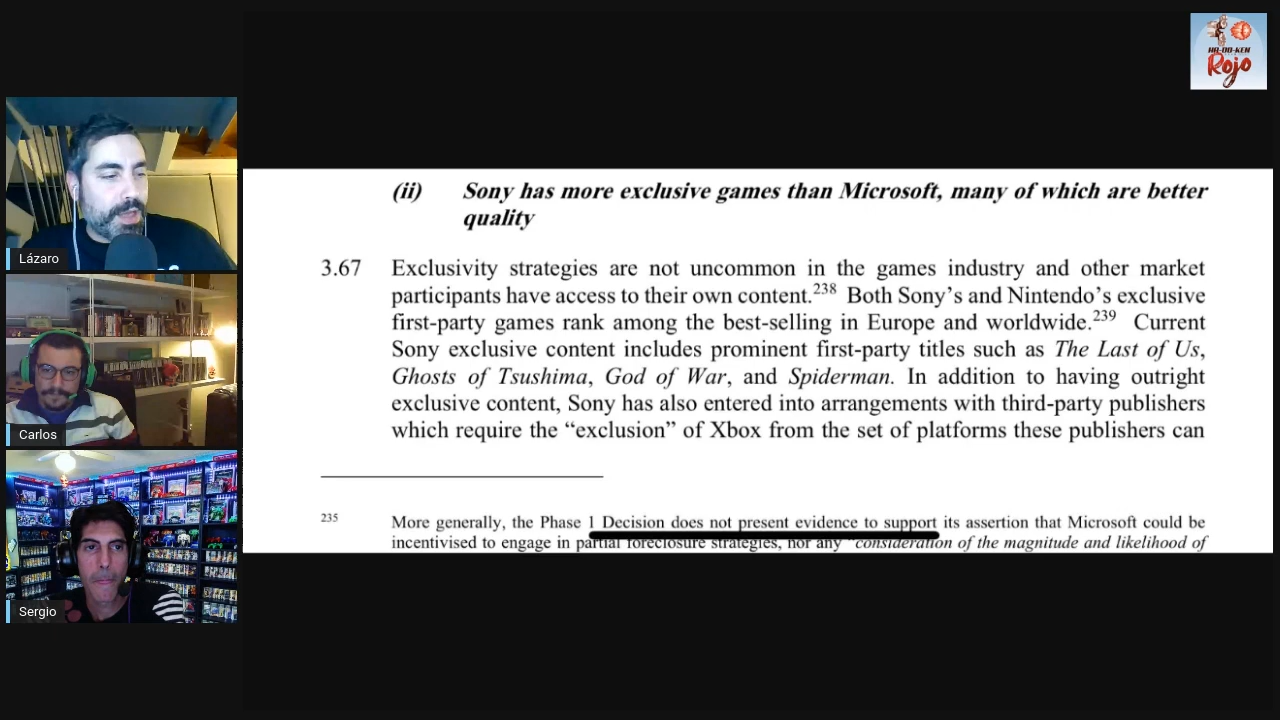 HA-DO-KEN
Rojo
Lázaro
Carlos
Sergio
(ii) Sony has more exclusive games than Microsoft, many of which are better
quality
3.67 Exclusivity strategies are not uncommon in the games industry and other market
participants have access to their own content.238 Both Sony’s and Nintendo’s exclusive
first-party games rank among the best-selling in Europe and worldwide.239 Current
Sony exclusive content includes prominent first-party titles such as The Last of Us,
Ghosts of Tsushima, God of War, and Spiderman. In addition to having outright
exclusive content, Sony has also entered into arrangements with third-party publishers
which require the “exclusion” of Xbox from the set of platforms these publishers can
235 More generally, the Phase 1 Decision does not present evidence to support its assertion that Microsoft could be
incentivised to engage in partial foreclosure strategies, nor any “consideration of the magnitude and likelihood of